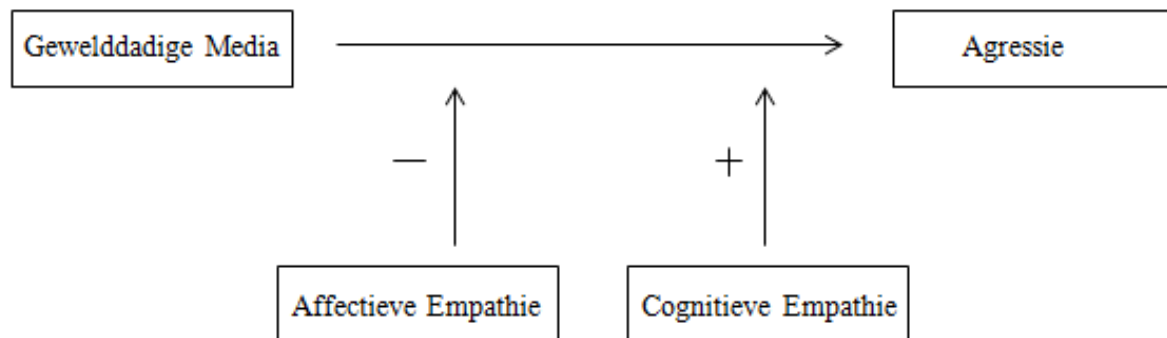 Gewelddadige Media
Agressie
—
+
Affectieve Empathie
Cognitieve Empathie